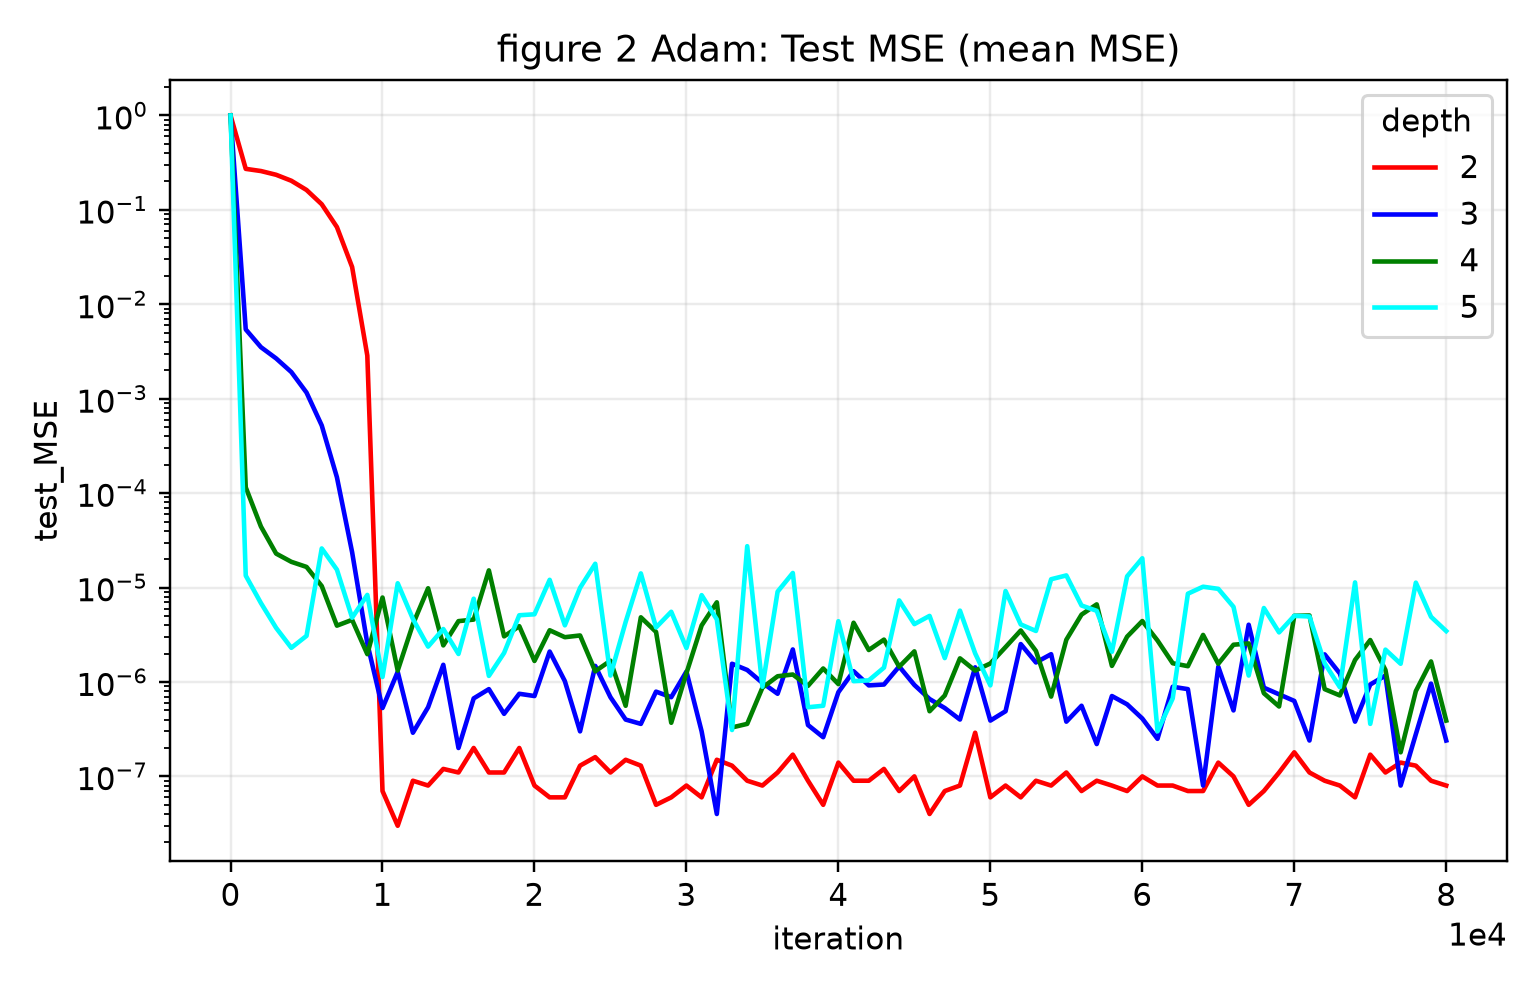 figure 2 Adam: Test MSE (mean MSE)
depth
2
3
4
5
10⁰
10⁻¹
10⁻²
10⁻³
10⁻⁴
10⁻⁵
10⁻⁶
10⁻⁷
test_MSE
0 1 2 3 4 5 6 7 8
iteration
1e4